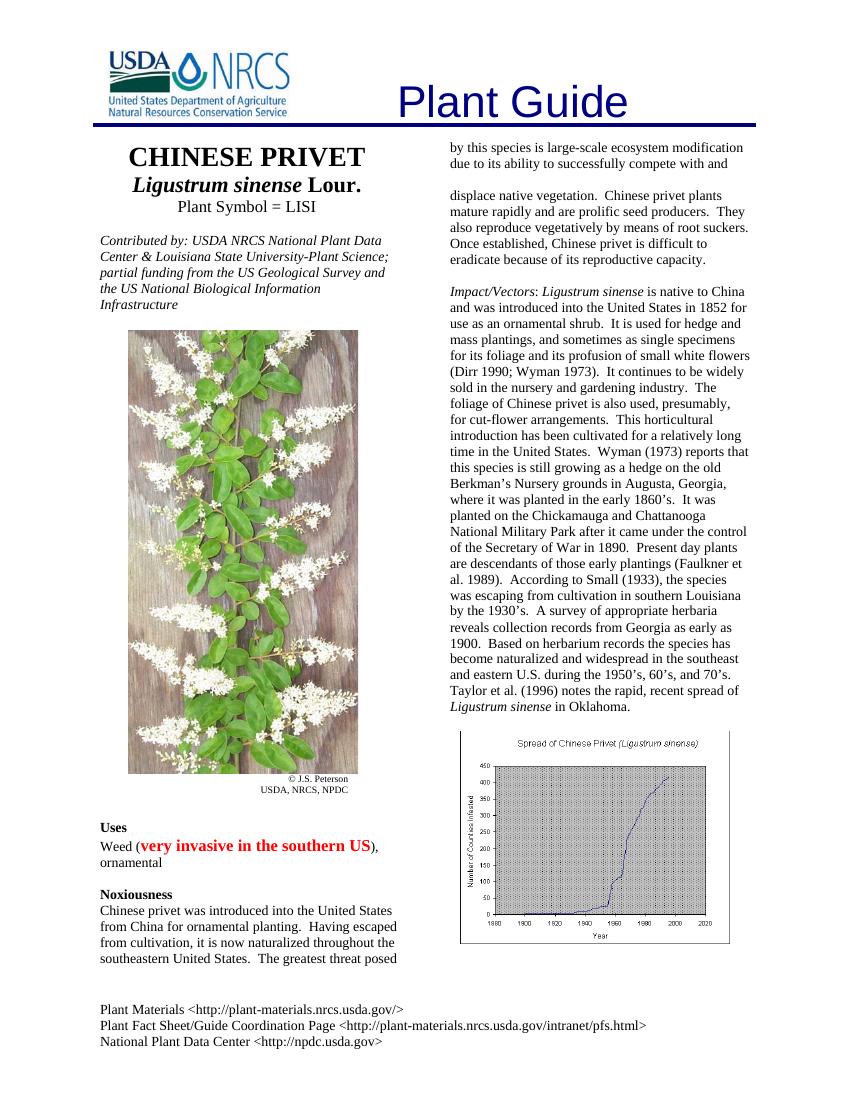 USDA NRCS
United States Department of Agriculture
Natural Resources Conservation Service
Plant Guide
CHINESE PRIVET
Ligustrum sinense Lour.
Plant Symbol = LISI
Contributed by: USDA NRCS National Plant Data
Center & Louisiana State University-Plant Science;
partial funding from the US Geological Survey and
the US National Biological Information
Infrastructure
© J.S. Peterson
USDA, NRCS, NPDC
Uses
Weed (very invasive in the southern US),
ornamental
Noxiousness
Chinese privet was introduced into the United States
from China for ornamental planting.  Having escaped
from cultivation, it is now naturalized throughout the
southeastern United States.  The greatest threat posed
by this species is large-scale ecosystem modification
due to its ability to successfully compete with and
displace native vegetation.  Chinese privet plants
mature rapidly and are prolific seed producers.  They
also reproduce vegetatively by means of root suckers.
Once established, Chinese privet is difficult to
eradicate because of its reproductive capacity.
Impact/Vectors: Ligustrum sinense is native to China
and was introduced into the United States in 1852 for
use as an ornamental shrub.  It is used for hedge and
mass plantings, and sometimes as single specimens
for its foliage and its profusion of small white flowers
(Dirr 1990; Wyman 1973).  It continues to be widely
sold in the nursery and gardening industry.  The
foliage of Chinese privet is also used, presumably,
for cut-flower arrangements.  This horticultural
introduction has been cultivated for a relatively long
time in the United States.  Wyman (1973) reports that
this species is still growing as a hedge on the old
Berkman’s Nursery grounds in Augusta, Georgia,
where it was planted in the early 1860’s.  It was
planted on the Chickamauga and Chattanooga
National Military Park after it came under the control
of the Secretary of War in 1890.  Present day plants
are descendants of those early plantings (Faulkner et
al. 1989).  According to Small (1933), the species
was escaping from cultivation in southern Louisiana
by the 1930’s.  A survey of appropriate herbaria
reveals collection records from Georgia as early as
1900.  Based on herbarium records the species has
become naturalized and widespread in the southeast
and eastern U.S. during the 1950’s, 60’s, and 70’s.
Taylor et al. (1996) notes the rapid, recent spread of
Ligustrum sinense in Oklahoma.
Spread of Chinese Privet (Ligustrum sinense)
Number of Counties Infested
450
400
350
300
250
200
150
100
50
0
1880 1900 1920 1940 1960 1980 2000 2020
Year
Plant Materials <http://plant-materials.nrcs.usda.gov/>
Plant Fact Sheet/Guide Coordination Page <http://plant-materials.nrcs.usda.gov/intranet/pfs.html>
National Plant Data Center <http://npdc.usda.gov>